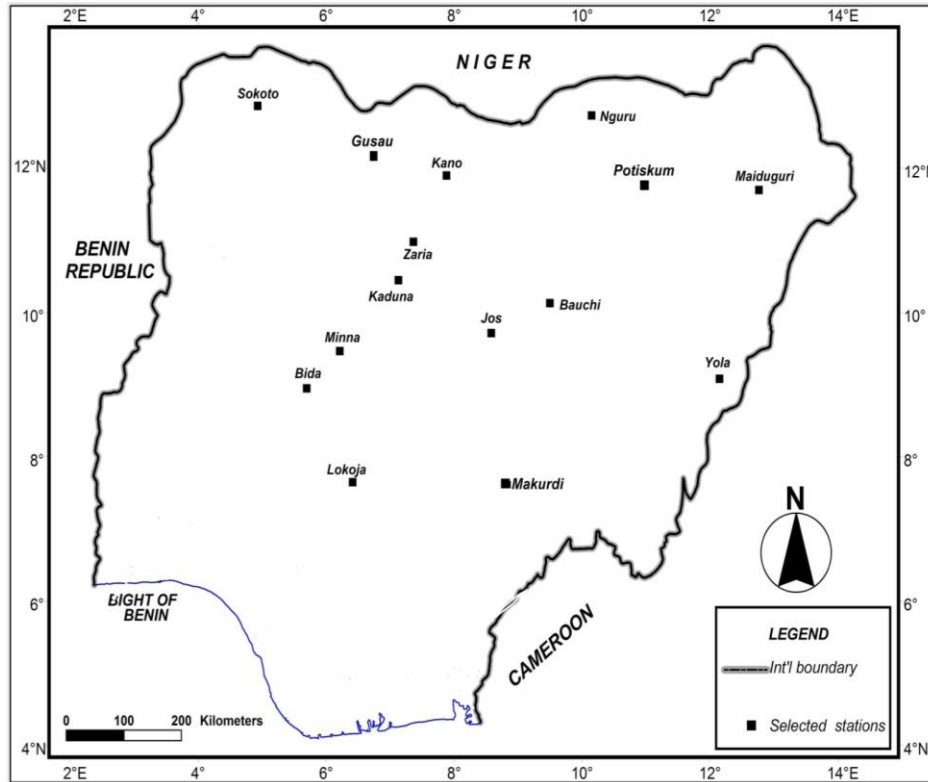 2°E 4° 6° 8° 10° 12° 14°E
NIGER
Sokoto
Nguru
Gusau
12°N
Kano
Potiskum
Maiduguri
12°N
Zaria
BENIN
REPUBLIC
Kaduna
10°
Bauchi
10°
Jos
Minna
Yola
Bida
8°
Lokoja
Makurdi
8°
N
6°
BIGHT OF
BENIN
6°
CAMEROON
LEGEND
Int'l boundary
0 100 200 Kilometers
Selected stations
4°N
4°N
2°E 4° 6° 8° 10° 12° 14°E